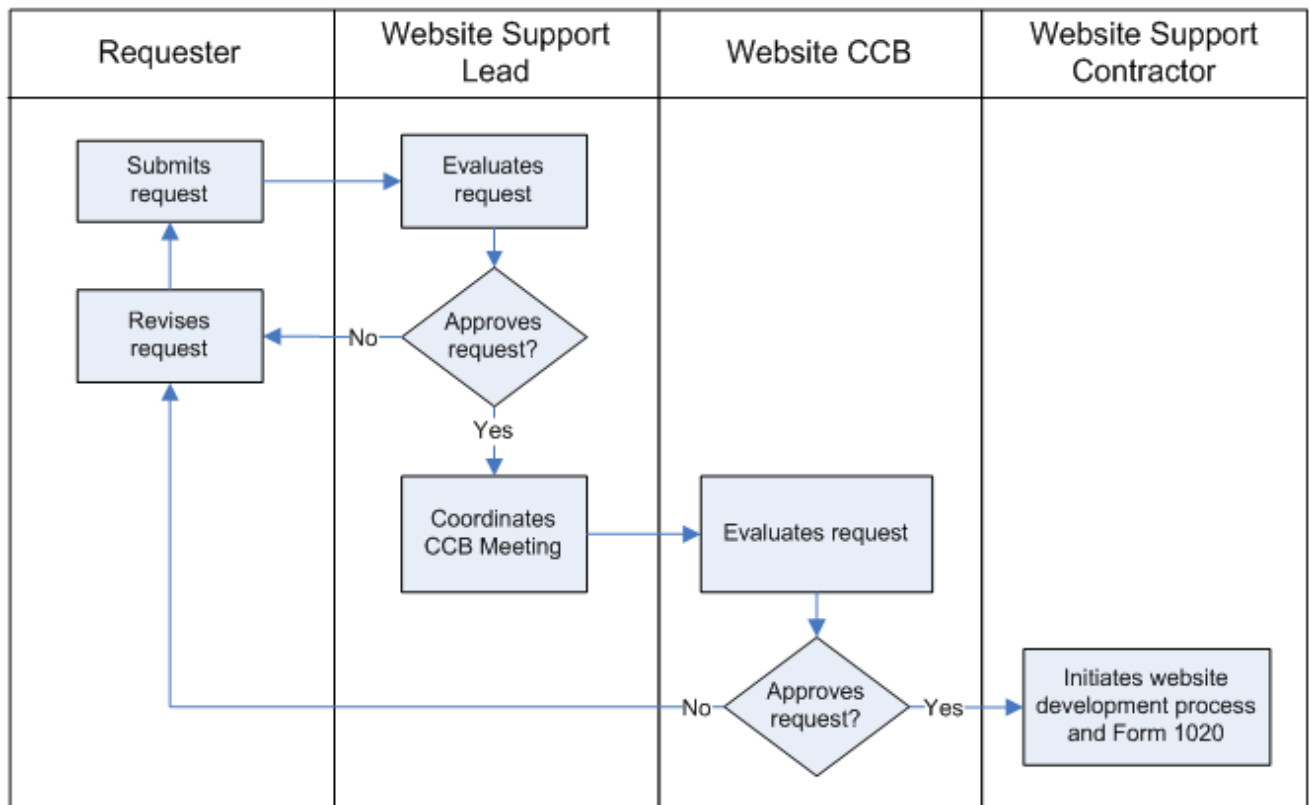 Requester
Website Support
Lead
Website CCB
Website Support
Contractor
Submits
request
Evaluates
request
Revises
request
No
Approves
request?
Yes
Coordinates
CCB Meeting
Evaluates request
No
Approves
request?
Yes
Initiates website
development process
and Form 1020